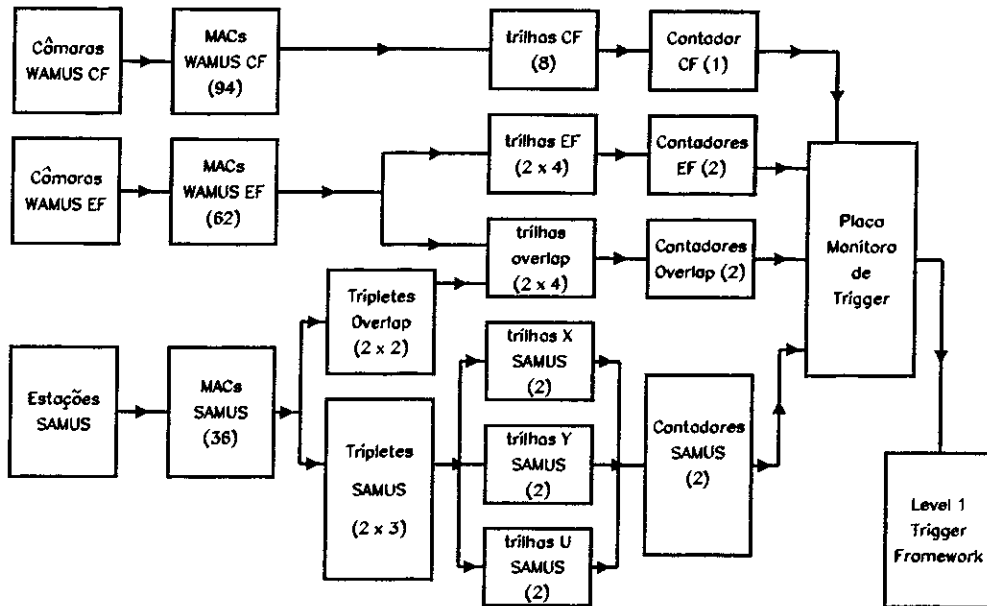 Câmaras
WAMUS CF
MACs
WAMUS CF
(94)
trilhas CF
(8)
Contador
CF (1)
Câmaras
WAMUS EF
MACs
WAMUS EF
(62)
trilhas EF
(2 x 4)
Contadores
EF (2)
trilhas
overlap
(2 x 4)
Contadores
Overlap (2)
Placa
Monitora
de
Trigger
Tripletes
Overlap
(2 x 2)
Estações
SAMUS
MACs
SAMUS
(36)
Tripletes
SAMUS
(2 x 3)
trilhas X
SAMUS
(2)
trilhas Y
SAMUS
(2)
trilhas U
SAMUS
(2)
Contadores
SAMUS
(2)
Level 1
Trigger
Framework